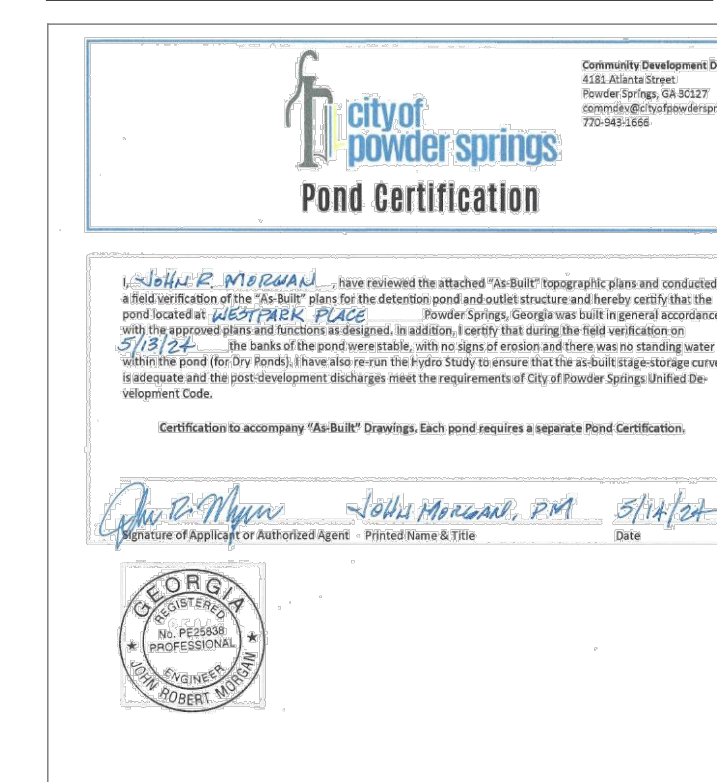 Community Development D
4181 Atlanta Street
Powder Springs, GA 30127
commdev@cityofpowderspr
770-943-1666
city of
powder springs
Pond Certification
I, JOHN R. MORGAN, have reviewed the attached "As-Built" topographic plans and conducted
a field verification of the "As-Built" plans for the detention pond and outlet structure and hereby certify that the
pond located at WESTPARK PLACE Powder Springs, Georgia was built in general accordance
with the approved plans and functions as designed. In addition, I certify that during the field verification on
5/13/24 the banks of the pond were stable, with no signs of erosion and there was no standing water
within the pond (for Dry Ponds). I have also re-run the Hydro Study to ensure that the as-built stage-storage curve
is adequate and the post-development discharges meet the requirements of City of Powder Springs Unified De-
velopment Code.
Certification to accompany "As-Built" Drawings. Each pond requires a separate Pond Certification.
John R. Morgan JOHN MORGAN, PM 5/14/24
Signature of Applicant or Authorized Agent Printed Name & Title Date
GEORGIA
REGISTERED
No. PE25838
PROFESSIONAL
ENGINEER
JOHN ROBERT MORGAN